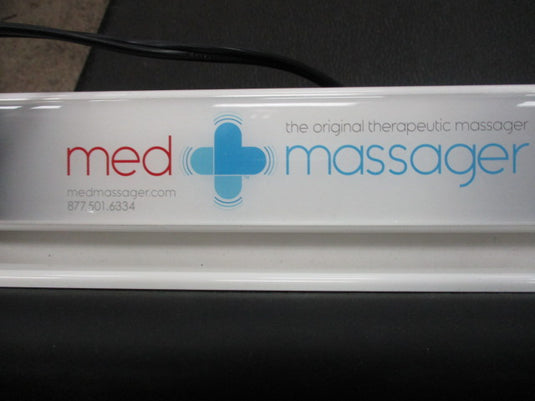 the original therapeutic massager
med massager
medmassager.com
877.501.6334